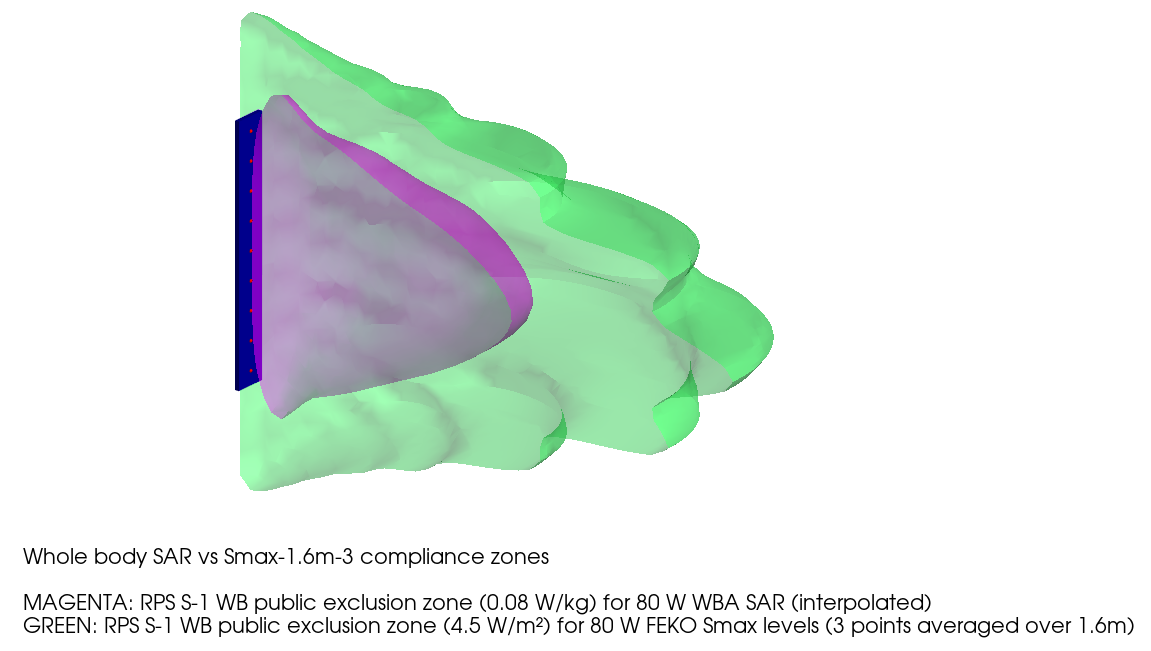 Whole body SAR vs Smax-1.6m-3 compliance zones
MAGENTA: RPS S-1 WB public exclusion zone (0.08 W/kg) for 80 W WBA SAR (interpolated)
GREEN: RPS S-1 WB public exclusion zone (4.5 W/m²) for 80 W FEKO Smax levels (3 points averaged over 1.6m)